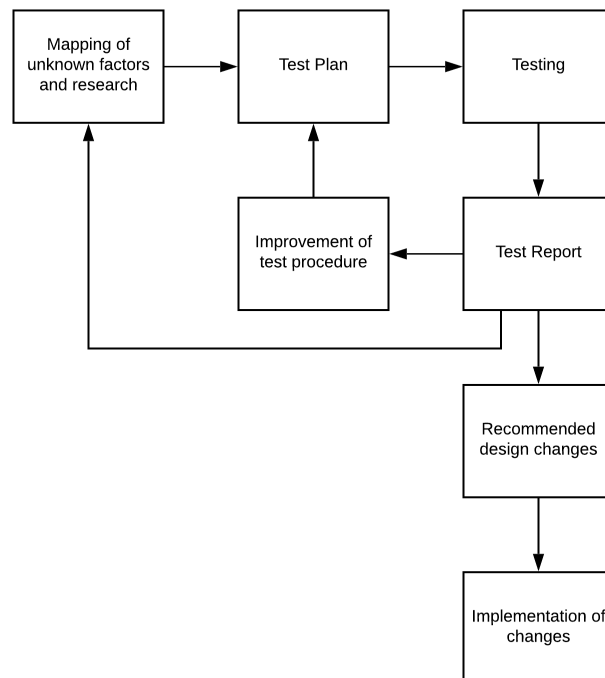 Mapping of
unknown factors
and research
Test Plan
Testing
Improvement of
test procedure
Test Report
Recommended
design changes
Implementation of
changes